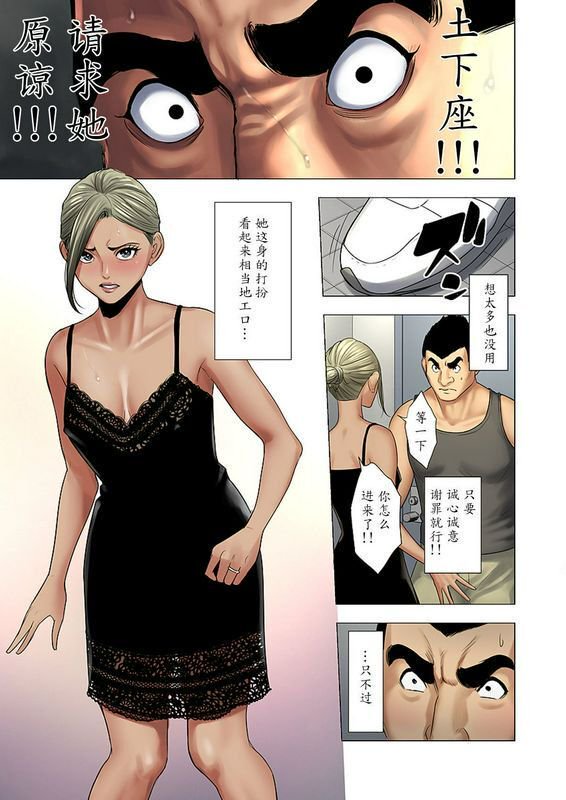 土下座!!!
请求她
原谅!!!
ズン
想太多也没用
等一下
只要
诚心诚意
谢罪就行!!
你怎么
进来了!!
…只不过
她这身的打扮
看起来相当地工口…